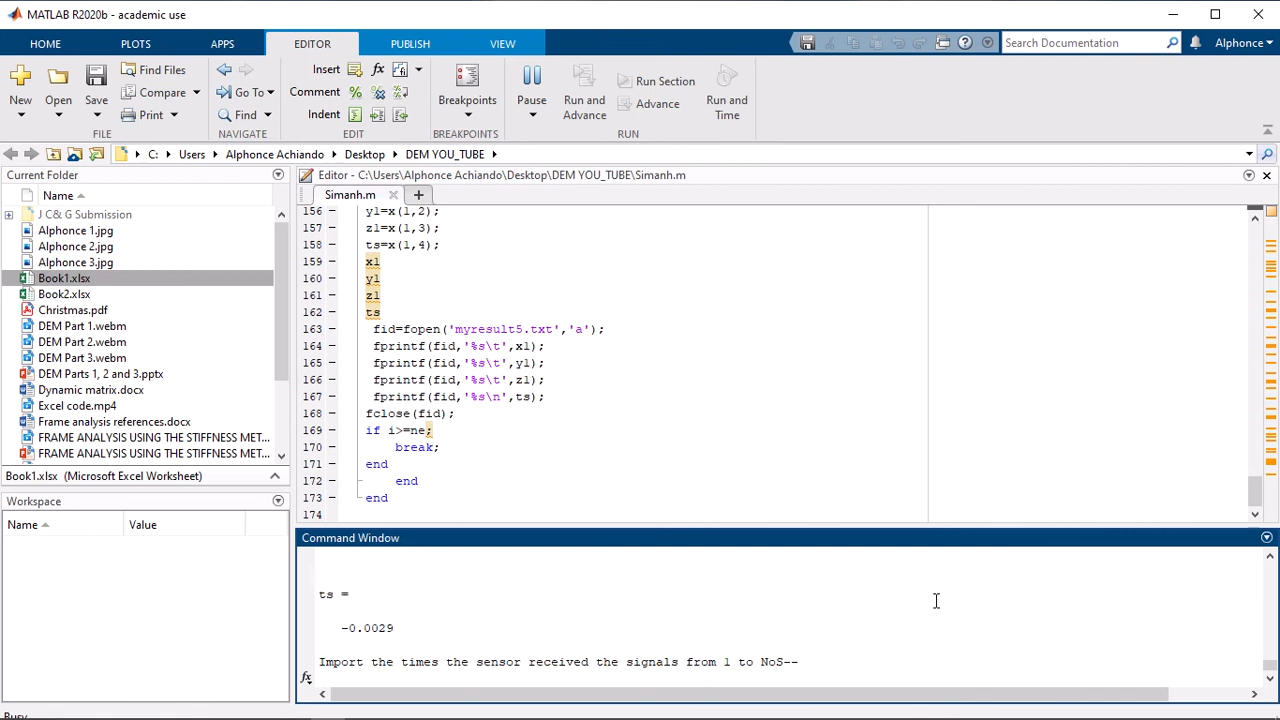 MATLAB R2020b - academic use
HOME PLOTS APPS EDITOR PUBLISH VIEW
Search Documentation
Alphonce
New Open Save
Find Files
Compare
Print
Go To
Find
Insert
Comment
Indent
Breakpoints
Pause
Run and Advance
Run Section
Advance
Run and Time
FILE NAVIGATE EDIT BREAKPOINTS RUN
C: Users Alphonce Achiando Desktop DEM YOU_TUBE
Current Folder
Name
J C& G Submission
Alphonce 1.jpg
Alphonce 2.jpg
Alphonce 3.jpg
Book1.xlsx
Book2.xlsx
Christmas.pdf
DEM Part 1.webm
DEM Part 2.webm
DEM Part 3.webm
DEM Parts 1, 2 and 3.pptx
Dynamic matrix.docx
Excel code.mp4
Frame analysis references.docx
FRAME ANALYSIS USING THE STIFFNESS MET...
FRAME ANALYSIS USING THE STIFFNESS MET...
Book1.xlsx (Microsoft Excel Worksheet)
Workspace
Name Value
Editor - C:\Users\Alphonce Achiando\Desktop\DEM YOU_TUBE\Simanh.m
Simanh.m
156 y1=x(1,2);
157 z1=x(1,3);
158 ts=x(1,4);
159 x1
160 y1
161 z1
162 ts
163 fid=fopen('myresult5.txt','a');
164 fprintf(fid,'%s\t',x1);
165 fprintf(fid,'%s\t',y1);
166 fprintf(fid,'%s\t',z1);
167 fprintf(fid,'%s\n',ts);
168 fclose(fid);
169 if i>=ne;
170 break;
171 end
172 end
173 end
174
Command Window
ts =
-0.0029
Import the times the sensor received the signals from 1 to NoS--
fx
Busy